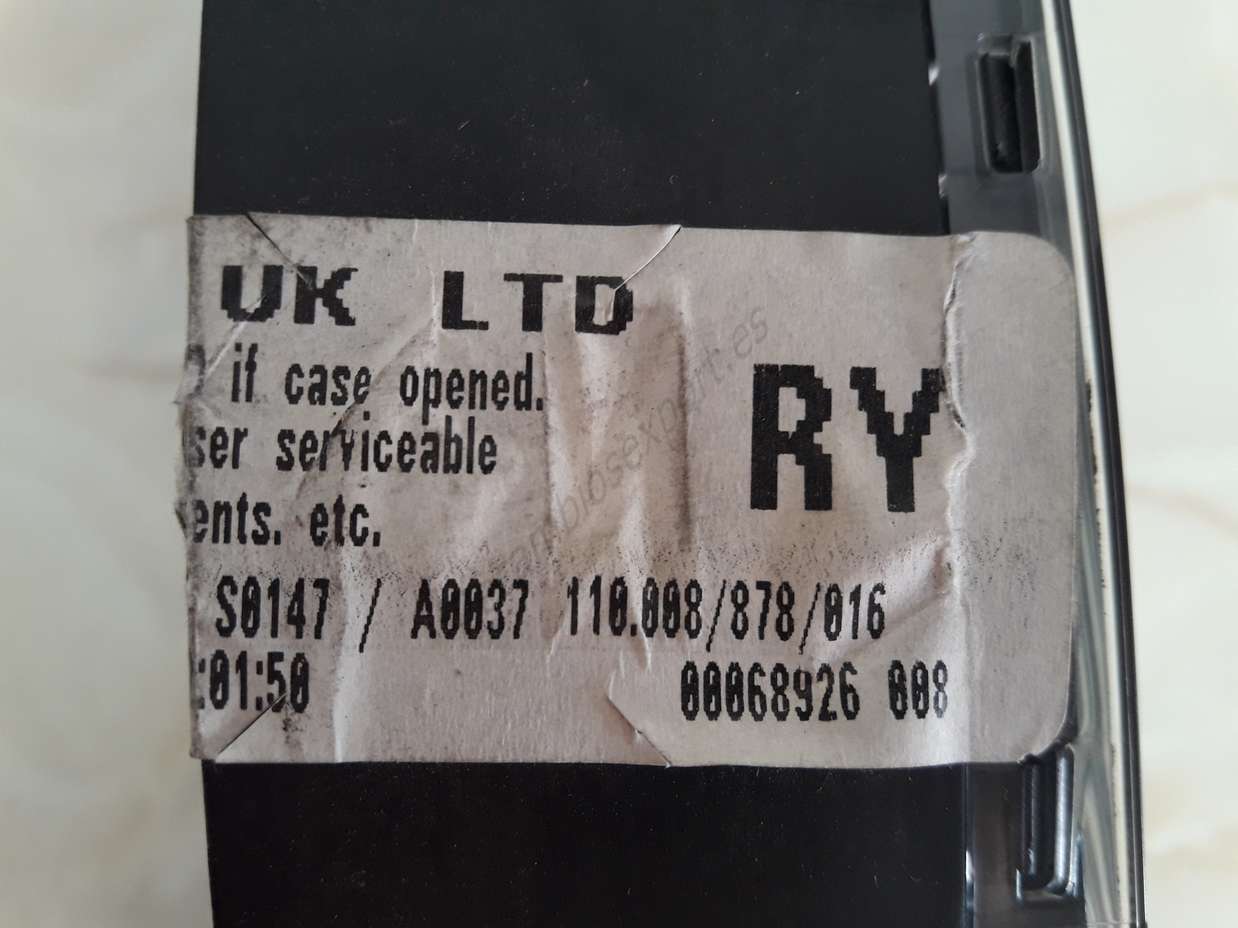 UK LTD
if case opened.
ser serviceable
RY
ents. etc.
S0147 / A0037 110.008/878/016
:01:50
00068926 008